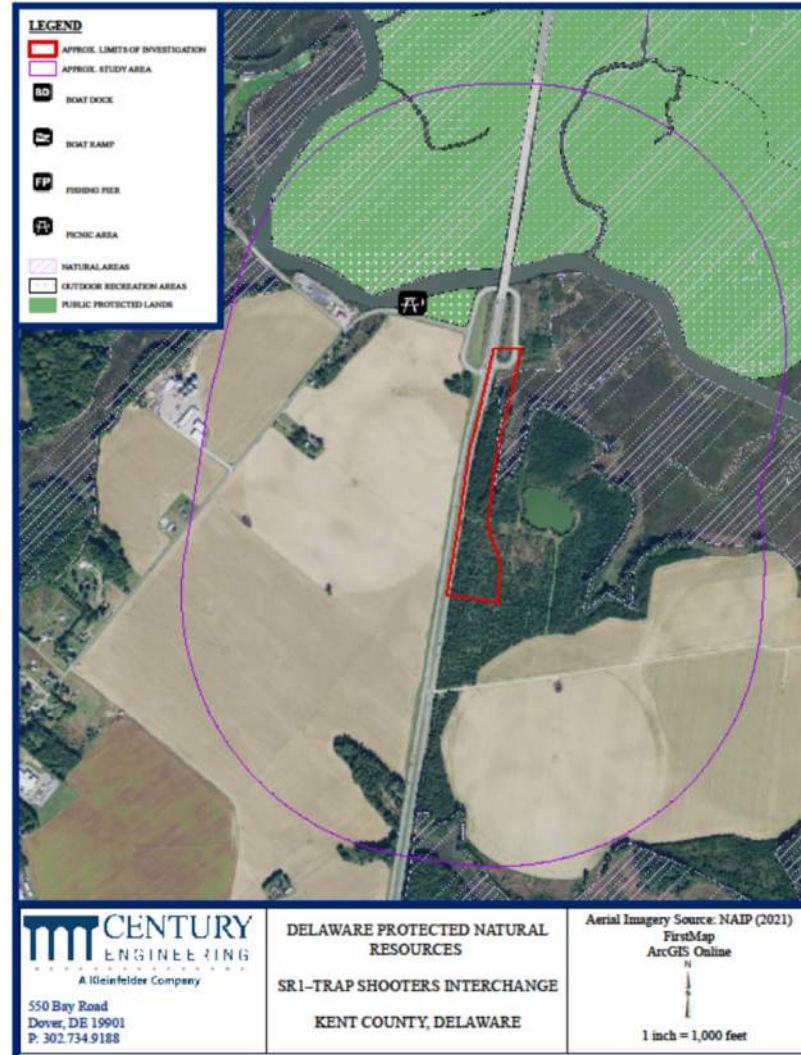 LEGEND
APPROX. LIMITS OF INVESTIGATION
APPROX. STUDY AREA
BD
BOAT DOCK
BOAT RAMP
FP
FISHING PIER
PICNIC AREA
NATURAL AREAS
OUTDOOR RECREATION AREAS
PUBLIC PROTECTED LANDS
CENTURY
ENGINEERING
A Kleinfelder Company
550 Bay Road
Dover, DE 19901
P: 302.734.9188
DELAWARE PROTECTED NATURAL
RESOURCES
SR1–TRAP SHOOTERS INTERCHANGE
KENT COUNTY, DELAWARE
Aerial Imagery Source: NAIP (2021)
FirstMap
ArcGIS Online
N
1 inch = 1,000 feet